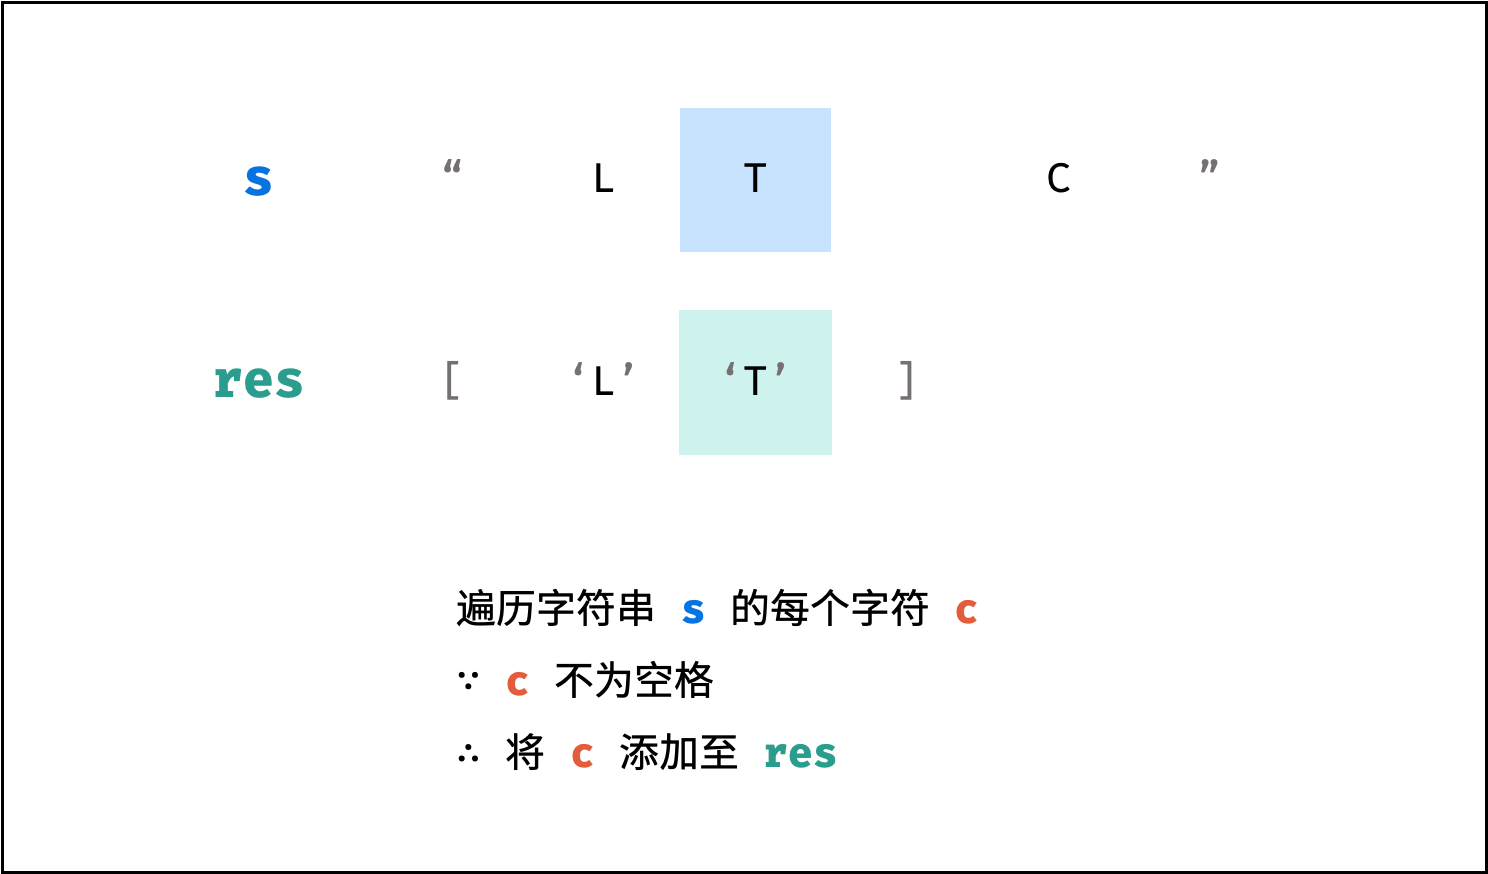 s “ L T C ”
res [ ‘L’ ‘T’ ]
遍历字符串 s 的每个字符 c
∵ c 不为空格
∴ 将 c 添加至 res